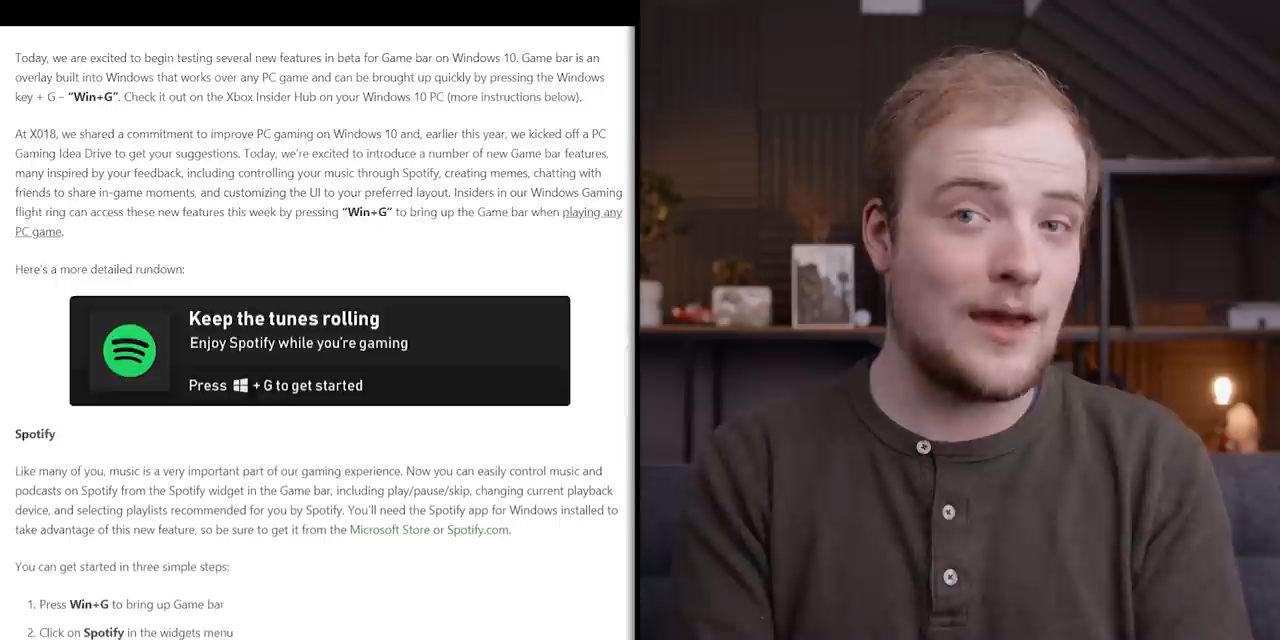 Today, we are excited to begin testing several new features in beta for Game bar on Windows 10. Game bar is an
overlay built into Windows that works over any PC game and can be brought up quickly by pressing the Windows
key + G – “Win+G”. Check it out on the Xbox Insider Hub on your Windows 10 PC (more instructions below).
At X018, we shared a commitment to improve PC gaming on Windows 10 and, earlier this year, we kicked off a PC
Gaming Idea Drive to get your suggestions. Today, we’re excited to introduce a number of new Game bar features,
many inspired by your feedback, including controlling your music through Spotify, creating memes, chatting with
friends to share in-game moments, and customizing the UI to your preferred layout. Insiders in our Windows Gaming
flight ring can access these new features this week by pressing “Win+G” to bring up the Game bar when playing any
PC game.
Here’s a more detailed rundown:
Keep the tunes rolling
Enjoy Spotify while you’re gaming
Press + G to get started
Spotify
Like many of you, music is a very important part of our gaming experience. Now you can easily control music and
podcasts on Spotify from the Spotify widget in the Game bar, including play/pause/skip, changing current playback
device, and selecting playlists recommended for you by Spotify. You’ll need the Spotify app for Windows installed to
take advantage of this new feature, so be sure to get it from the Microsoft Store or Spotify.com.
You can get started in three simple steps:
1. Press Win+G to bring up Game bar
2. Click on Spotify in the widgets menu